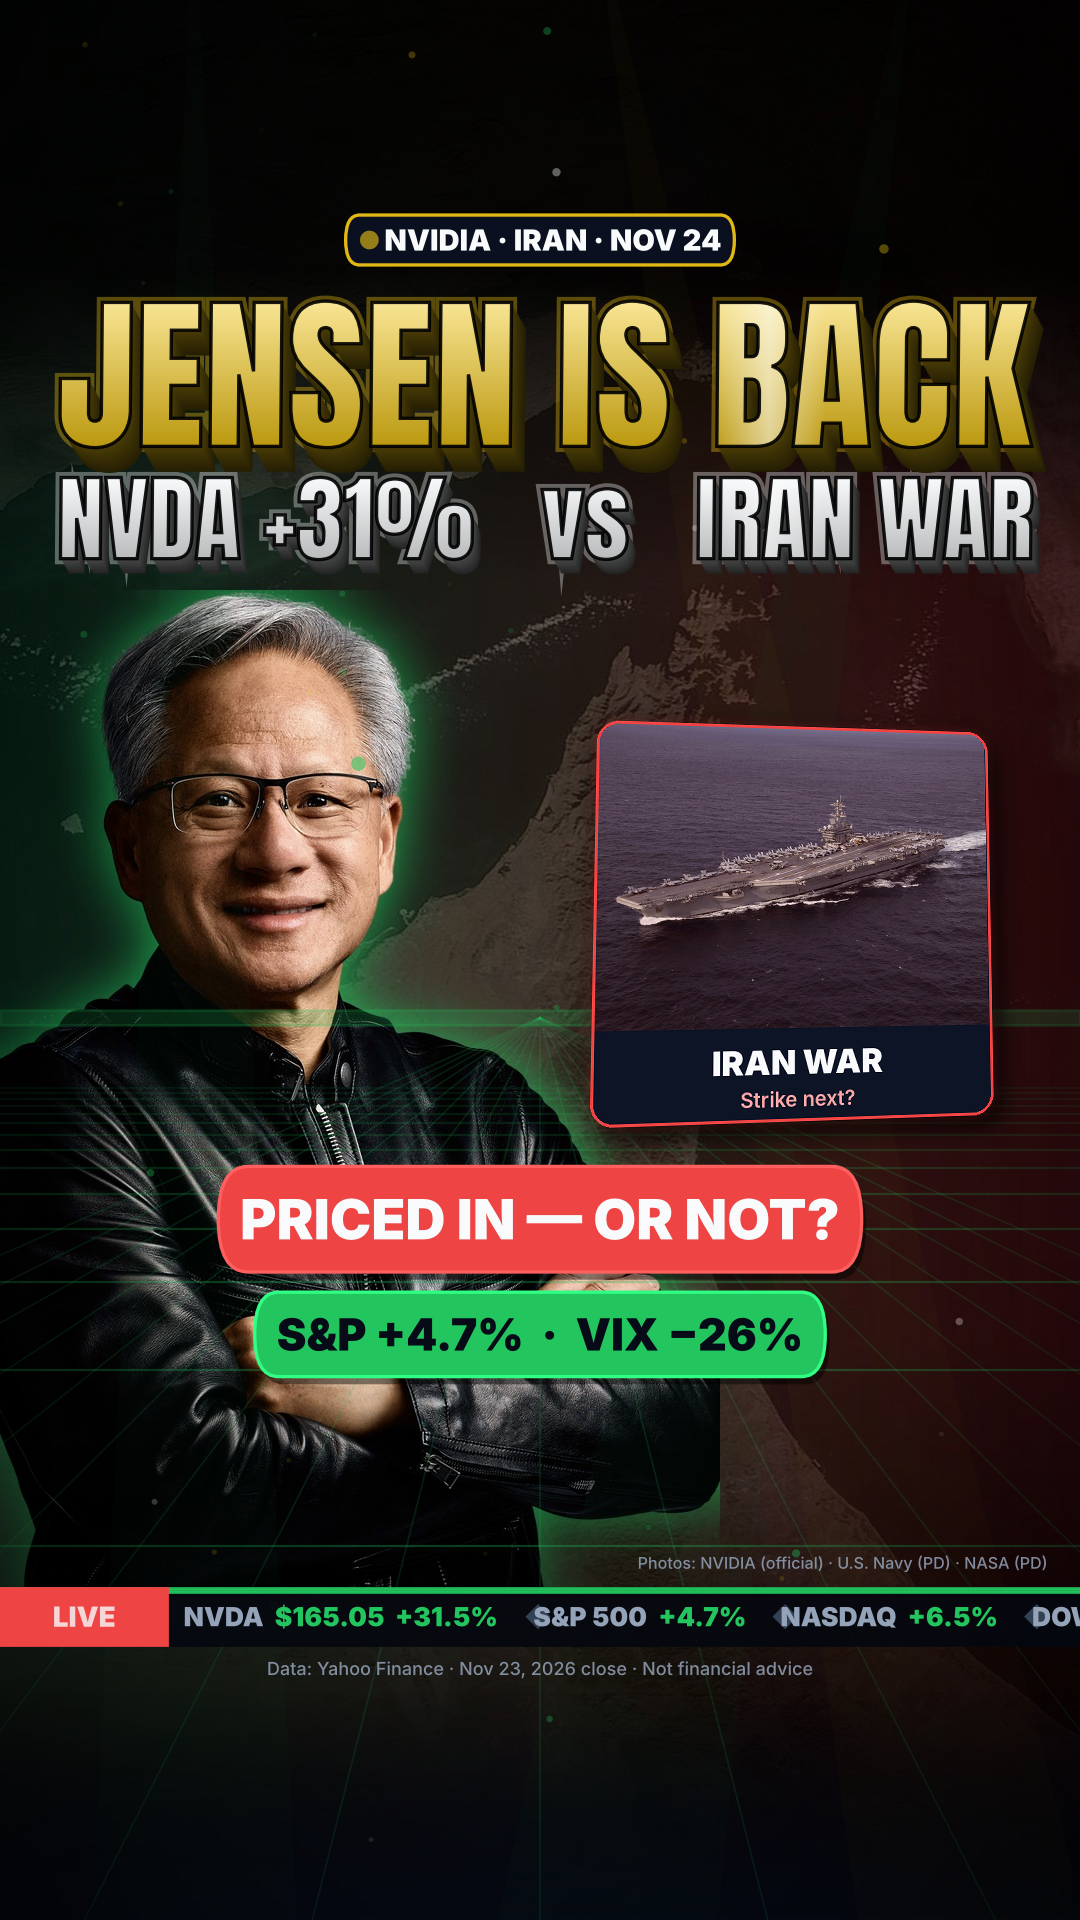 NVIDIA · IRAN · NOV 24
JENSEN IS BACK
NVDA +31% VS IRAN WAR
IRAN WAR
Strike next?
PRICED IN — OR NOT?
S&P +4.7% · VIX −26%
Photos: NVIDIA (official) · U.S. Navy (PD) · NASA (PD)
LIVE NVDA $165.05 +31.5% S&P 500 +4.7% NASDAQ +6.5%
Data: Yahoo Finance · Nov 23, 2026 close · Not financial advice